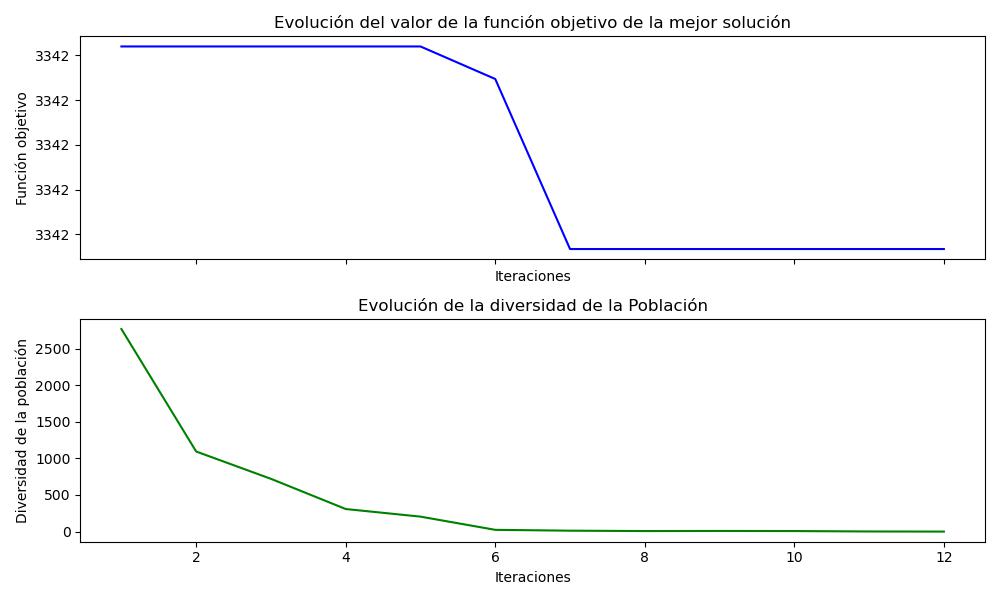 Evolución del valor de la función objetivo de la mejor solución
3342
3342
3342
3342
3342
Función objetivo
Iteraciones
Evolución de la diversidad de la Población
2500
2000
1500
1000
500
0
Diversidad de la población
2 4 6 8 10 12
Iteraciones